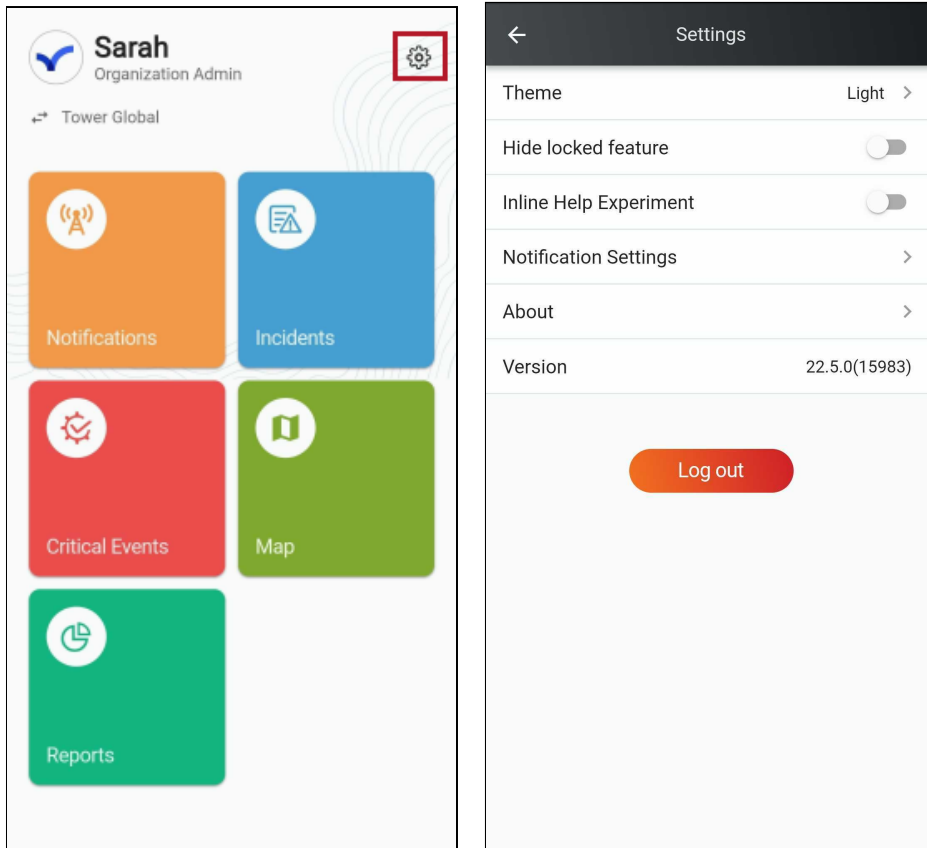 Sarah
Organization Admin
Tower Global
Notifications
Incidents
Critical Events
Map
Reports
Settings
Theme Light
Hide locked feature
Inline Help Experiment
Notification Settings
About
Version 22.5.0(15983)
Log out